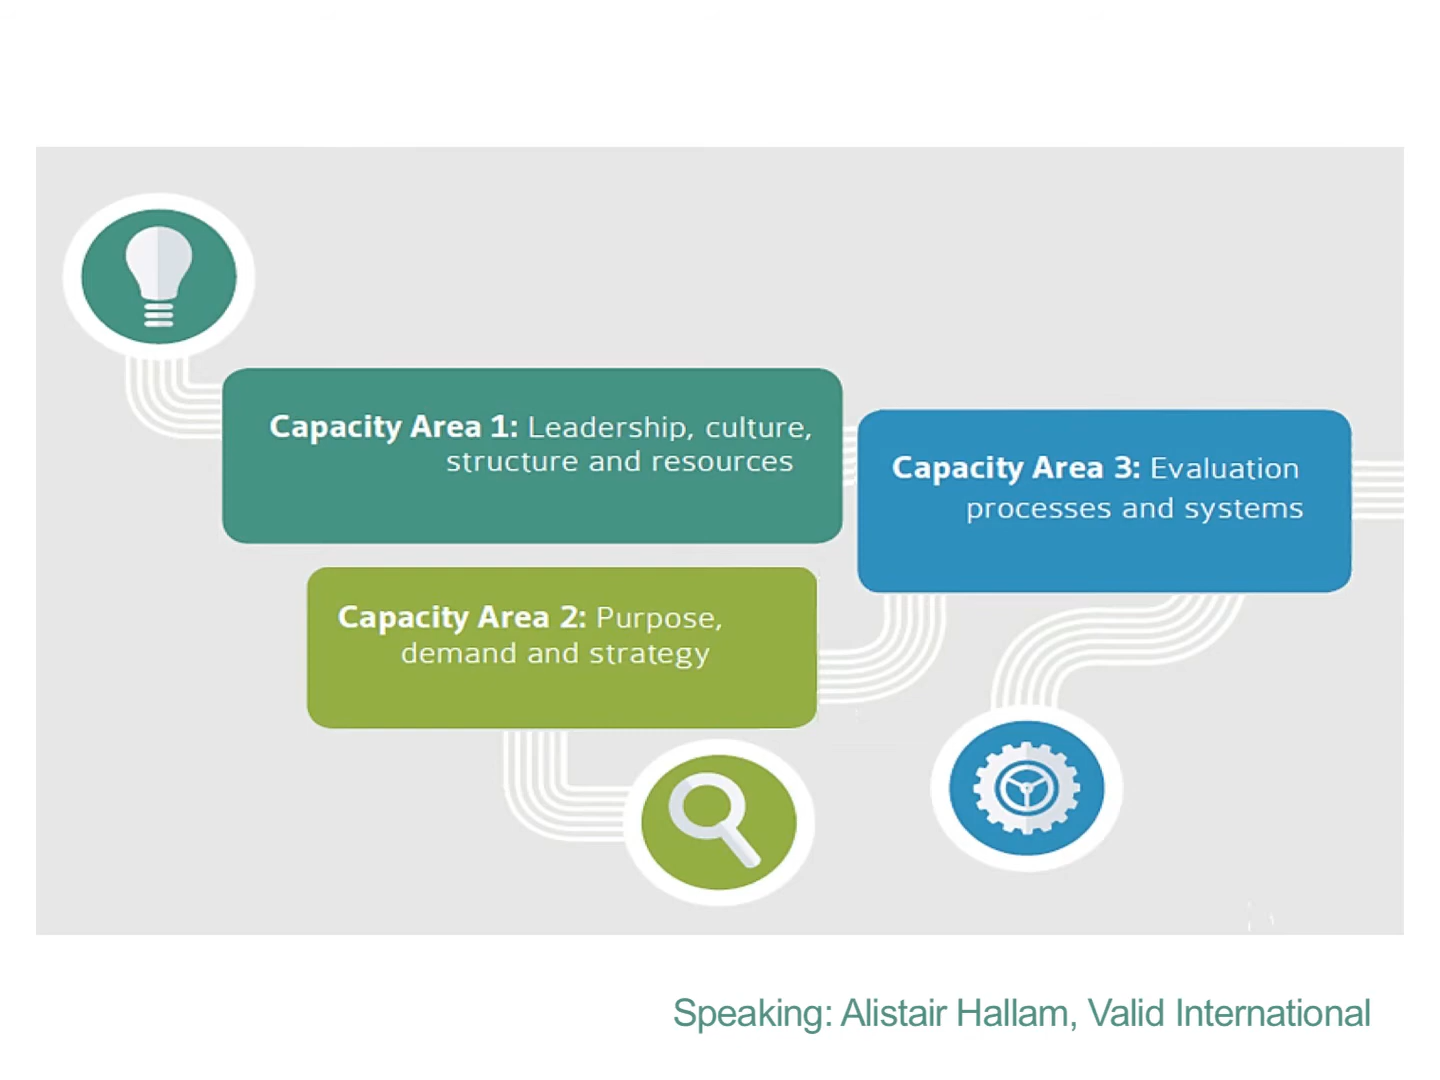 Capacity Area 1: Leadership, culture,
structure and resources
Capacity Area 2: Purpose,
demand and strategy
Capacity Area 3: Evaluation
processes and systems
Speaking: Alistair Hallam, Valid International